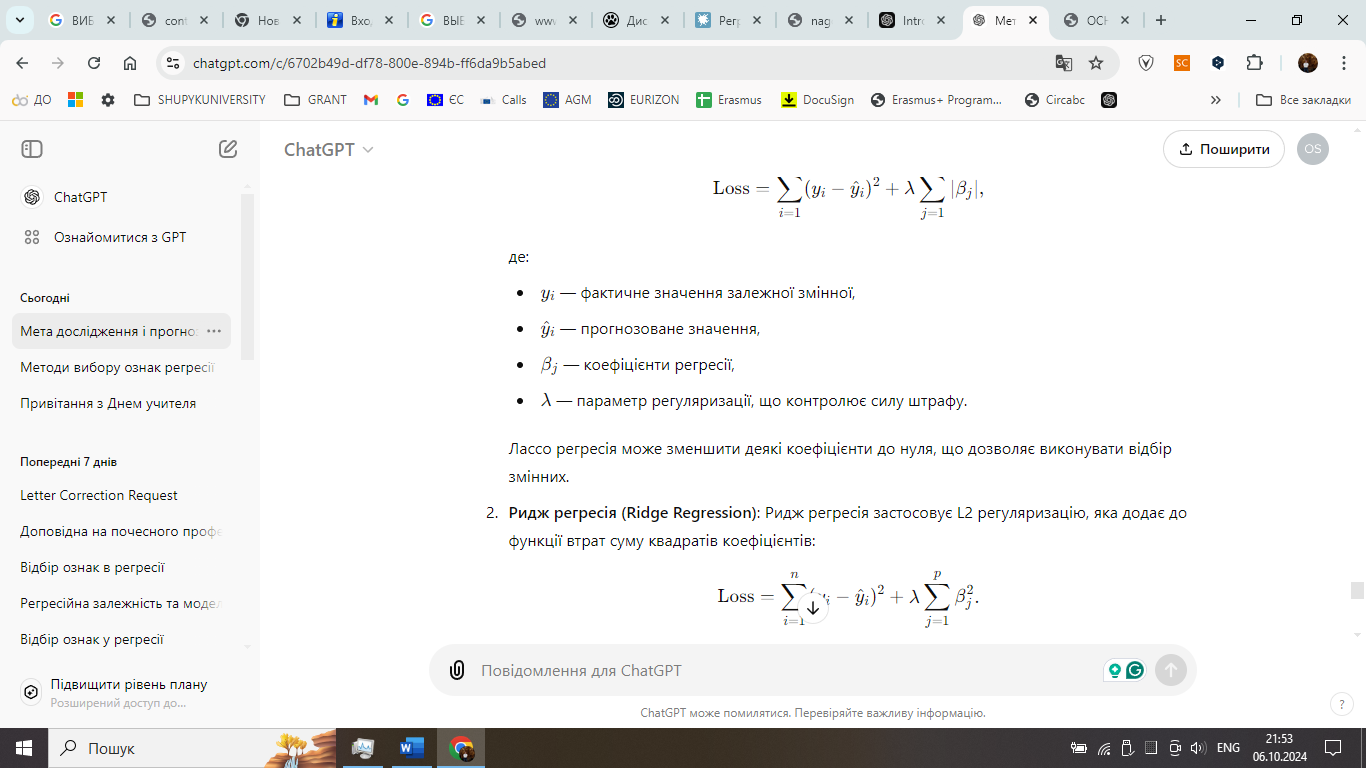 ВИБ
cont
Нов
Вхо
ВЫЕ
www
Дис
Регр
nag
Intr
Мет
ОСН
chatgpt.com/c/6702b49d-df78-800e-894b-ff6da9b5abed
SC
ДО
SHUPYKUNIVERSITY
GRANT
ЄС
Calls
AGM
EURIZON
Erasmus
DocuSign
Erasmus+ Program...
Circabc
»
Все закладки
ChatGPT
Поширити
OS
ChatGPT
Ознайомитися з GPT
Сьогодні
Мета дослідження і прогно
Методи вибору ознак регресії
Привітання з Днем учителя
Попередні 7 днів
Letter Correction Request
Доповідна на почесного профе
Відбір ознак в регресії
Регресійна залежність та модел
Відбір ознак у регресії
Підвищити рівень плану
Розширений доступ до...
Loss = ∑ i=1 (yᵢ − ŷᵢ)² + λ ∑ j=1 |βⱼ|,
де:
• yᵢ — фактичне значення залежної змінної,
• ŷᵢ — прогнозоване значення,
• βⱼ — коефіцієнти регресії,
• λ — параметр регуляризації, що контролює силу штрафу.
Лассо регресія може зменшити деякі коефіцієнти до нуля, що дозволяє виконувати відбір
змінних.
2. Ридж регресія (Ridge Regression): Ридж регресія застосовує L2 регуляризацію, яка додає до
функції втрат суму квадратів коефіцієнтів:
Loss = ∑ i=1 n (yᵢ − ŷᵢ)² + λ ∑ j=1 p βⱼ².
Повідомлення для ChatGPT
ChatGPT може помилятися. Перевіряйте важливу інформацію.
?
Пошук
ENG
21:53
06.10.2024